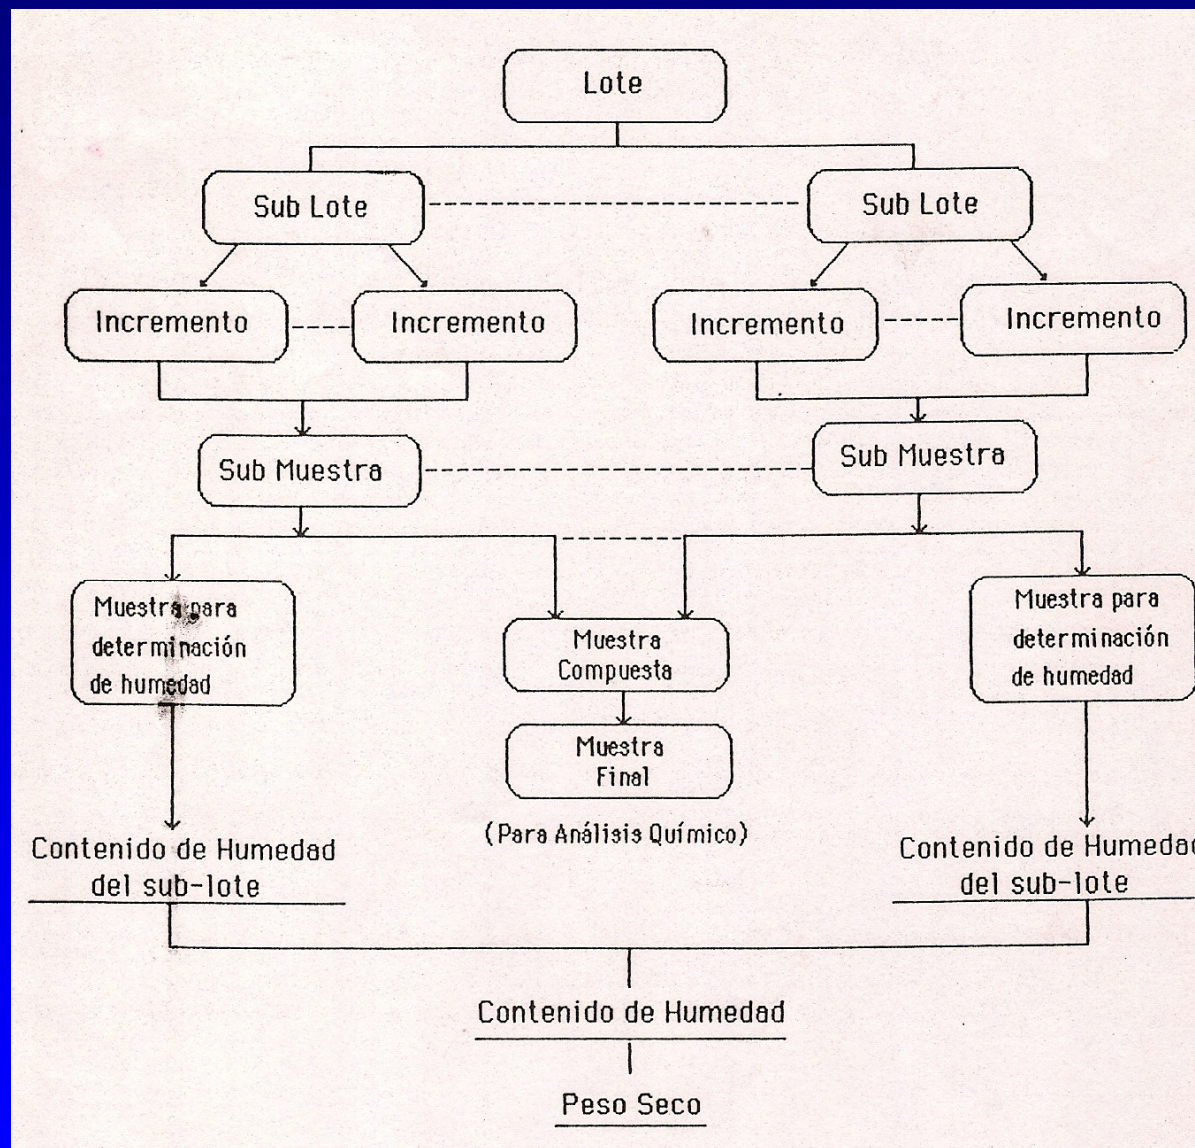 Lote
Sub Lote
Sub Lote
Incremento
Incremento
Incremento
Incremento
Sub Muestra
Sub Muestra
Muestra para
determinación
de humedad
Muestra
Compuesta
Muestra para
determinación
de humedad
Muestra
Final
(Para Análisis Químico)
Contenido de Humedad
del sub-lote
Contenido de Humedad
del sub-lote
Contenido de Humedad
Peso Seco